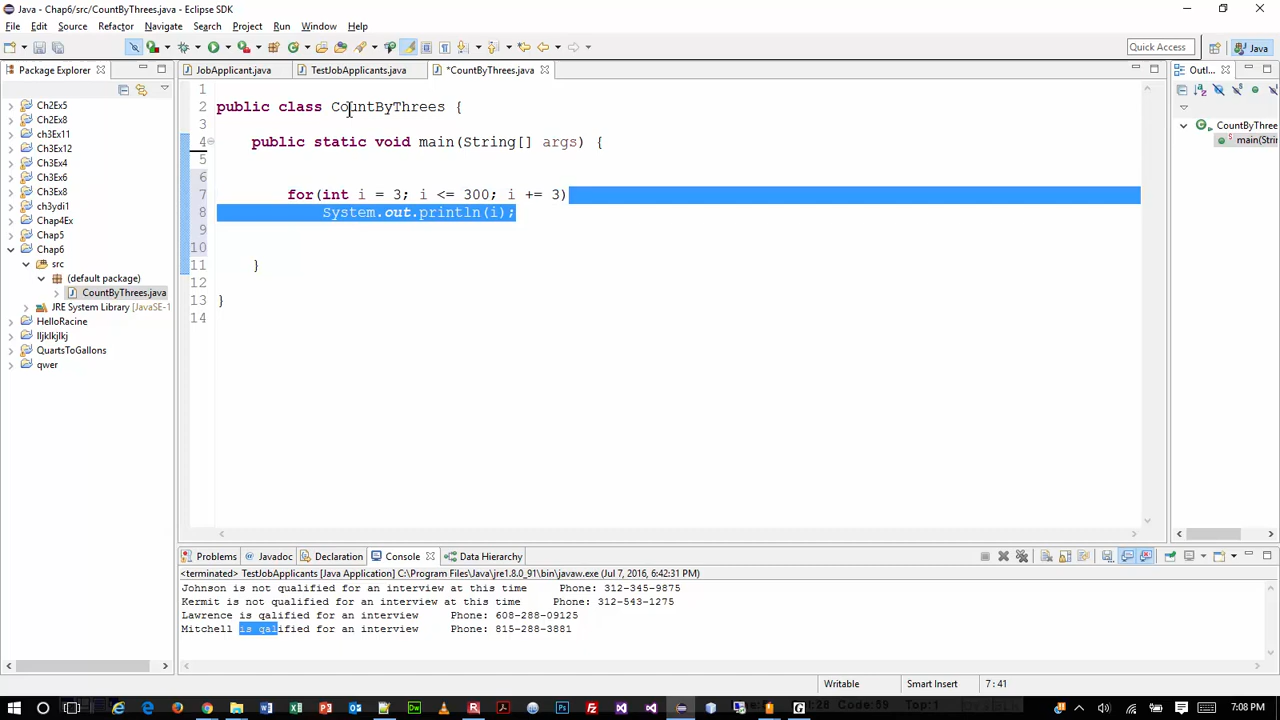 Java - Chap6/src/CountByThrees.java - Eclipse SDK
File Edit Source Refactor Navigate Search Project Run Window Help
Quick Access
Java
Package Explorer
JobApplicant.java
TestJobApplicants.java
*CountByThrees.java
Outl...
Ch2Ex5
Ch2Ex8
ch3Ex11
Ch3Ex12
Ch3Ex4
Ch3Ex6
Ch3Ex8
ch3ydi1
Chap4Ex
Chap5
Chap6
src
(default package)
CountByThrees.java
JRE System Library [JavaSE-1
HelloRacine
lljklkjlkj
QuartsToGallons
qwer
1
2 public class CountByThrees {
3
4 public static void main(String[] args) {
5
6
7 for(int i = 3; i <= 300; i += 3)
8 System.out.println(i);
9
10
11 }
12
13 }
14
CountByThree
main(Strin
Problems
Javadoc
Declaration
Console
Data Hierarchy
<terminated> TestJobApplicants [Java Application] C:\Program Files\Java\jre1.8.0_91\bin\javaw.exe (Jul 7, 2016, 6:42:31 PM)
Johnson is not qualified for an interview at this time Phone: 312-345-9875
Kermit is not qualified for an interview at this time Phone: 312-543-1275
Lawrence is qalified for an interview Phone: 608-288-09125
Mitchell is qalified for an interview Phone: 815-288-3881
Writable
Smart Insert
7:41
7:08 PM